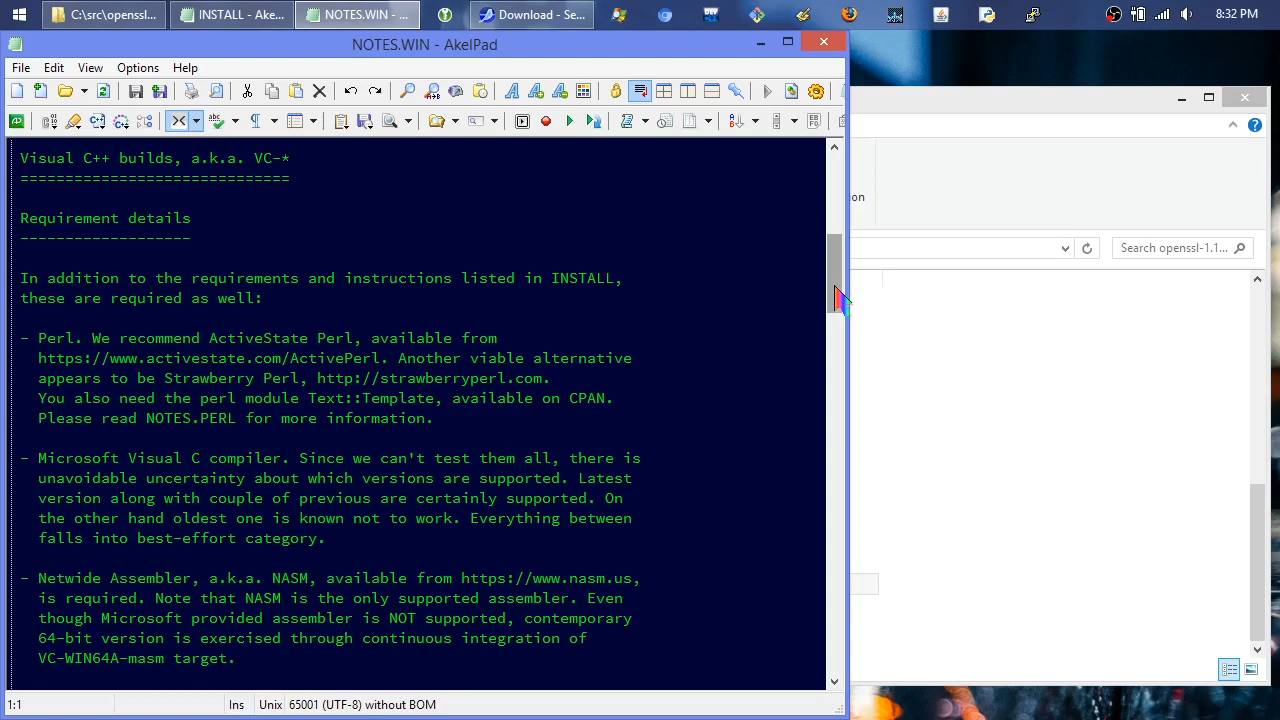 C:\src\openssl...
INSTALL - Ake...
NOTES.WIN - ...
Download - Se...
8:32 PM
NOTES.WIN - AkelPad
File Edit View Options Help
Visual C++ builds, a.k.a. VC-*
==============================
Requirement details
-------------------
In addition to the requirements and instructions listed in INSTALL,
these are required as well:
- Perl. We recommend ActiveState Perl, available from
https://www.activestate.com/ActivePerl. Another viable alternative
appears to be Strawberry Perl, http://strawberryperl.com.
You also need the perl module Text::Template, available on CPAN.
Please read NOTES.PERL for more information.
- Microsoft Visual C compiler. Since we can't test them all, there is
unavoidable uncertainty about which versions are supported. Latest
version along with couple of previous are certainly supported. On
the other hand oldest one is known not to work. Everything between
falls into best-effort category.
- Netwide Assembler, a.k.a. NASM, available from https://www.nasm.us,
is required. Note that NASM is the only supported assembler. Even
though Microsoft provided assembler is NOT supported, contemporary
64-bit version is exercised through continuous integration of
VC-WIN64A-masm target.
1:1 Ins Unix 65001 (UTF-8) without BOM
on
Search openssl-1.1...